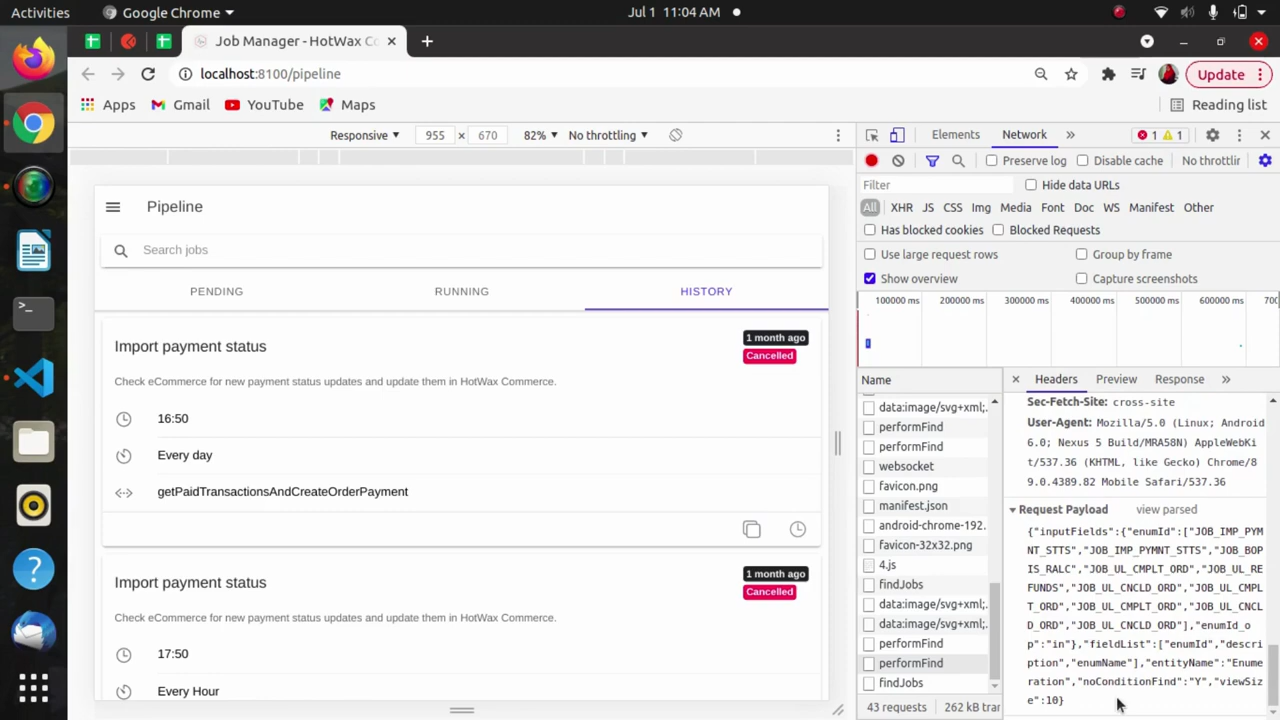 Activities
Google Chrome
Jul 1 11:04 AM
Job Manager - HotWax Co
localhost:8100/pipeline
Update
Apps
Gmail
YouTube
Maps
Reading list
Responsive
955
x
670
82%
No throttling
Elements
Network
1
1
Preserve log
Disable cache
No throttlir
Filter
Hide data URLs
All
XHR
JS
CSS
Img
Media
Font
Doc
WS
Manifest
Other
Has blocked cookies
Blocked Requests
Use large request rows
Group by frame
Show overview
Capture screenshots
100000 ms
200000 ms
300000 ms
400000 ms
500000 ms
600000 ms
700
Pipeline
Search jobs
PENDING
RUNNING
HISTORY
Import payment status
1 month ago
Cancelled
Check eCommerce for new payment status updates and update them in HotWax Commerce.
16:50
Every day
getPaidTransactionsAndCreateOrderPayment
Import payment status
1 month ago
Cancelled
Check eCommerce for new payment status updates and update them in HotWax Commerce.
17:50
Every Hour
Name
data:image/svg+xml;.
performFind
performFind
websocket
favicon.png
manifest.json
android-chrome-192.
favicon-32x32.png
4.js
findJobs
data:image/svg+xml;.
data:image/svg+xml;.
performFind
performFind
findJobs
43 requests
262 kB trar
Headers
Preview
Response
Sec-Fetch-Site: cross-site
User-Agent: Mozilla/5.0 (Linux; Android
6.0; Nexus 5 Build/MRA58N) AppleWebKi
t/537.36 (KHTML, like Gecko) Chrome/8
9.0.4389.82 Mobile Safari/537.36
Request Payload
view parsed
{"inputFields":{"enumId":["JOB_IMP_PYM
NT_STTS","JOB_IMP_PYMNT_STTS","JOB_BOP
IS_RALC","JOB_UL_CMPLT_ORD","JOB_UL_RE
FUNDS","JOB_UL_CNCLD_ORD","JOB_UL_CMPL
T_ORD","JOB_UL_CMPLT_ORD","JOB_UL_CNCL
D_ORD","JOB_UL_CNCLD_ORD"],"enumId_o
p":"in"},"fieldList":["enumId","descri
ption","enumName"],"entityName":"Enume
ration","noConditionFind":"Y","viewSiz
e":10}